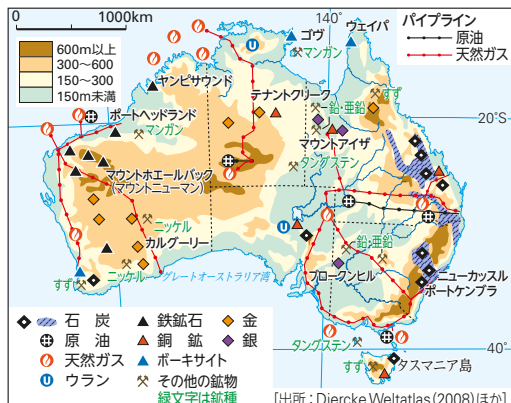 0 1000km
600m以上
300～600
150～300
150m未満
140°
パイプライン
原油
天然ガス
ゴヴ
マンガン
ウェイパ
ヤンピサウンド
テナントクリーク
すず
鉛・亜鉛
20°S
ポートヘッドランド
マンガン
マウントアイザ
タングステン
マウントホエールバック
(マウントニューマン)
ニッケル
カルグーリー
U
鉛・亜鉛
ニッケル
グレートオーストラリア湾
すず
ブロークンヒル
ニューカッスル
ポートケンブラ
石炭
鉄鉱石
金
原油
銅鉱
銀
天然ガス
ボーキサイト
タングステン
40°
ウラン
その他の鉱物
緑文字は鉱種
すず
タスマニア島
[出所：Diercke Weltatlas(2008)ほか]